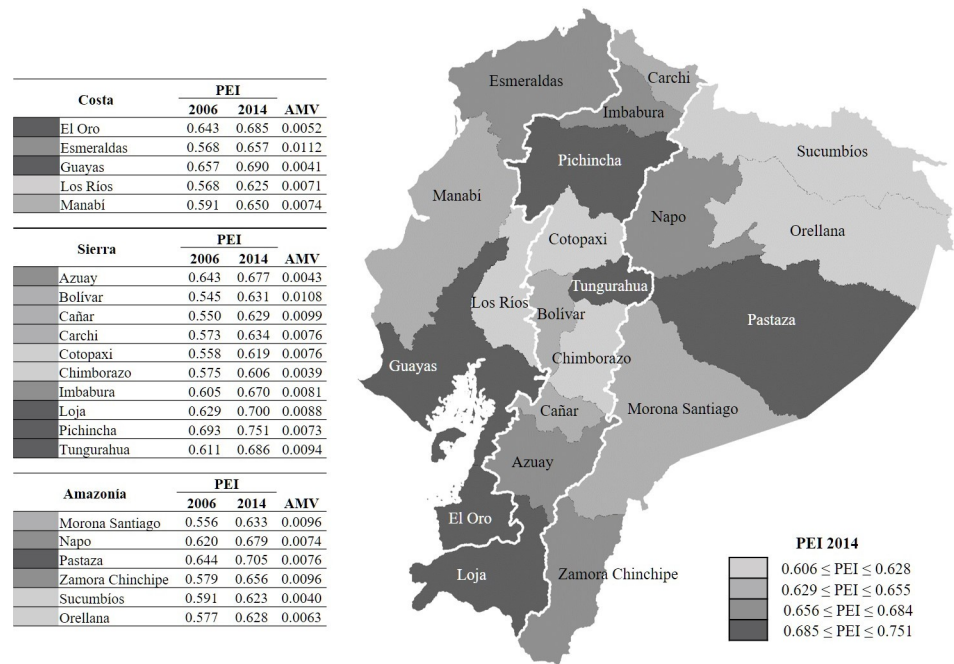 Costa PEI
2006 2014 AMV
El Oro 0.643 0.685 0.0052
Esmeraldas 0.568 0.657 0.0112
Guayas 0.657 0.690 0.0041
Los Ríos 0.568 0.625 0.0071
Manabí 0.591 0.650 0.0074
Sierra PEI
2006 2014 AMV
Azuay 0.643 0.677 0.0043
Bolívar 0.545 0.631 0.0108
Cañar 0.550 0.629 0.0099
Carchi 0.573 0.634 0.0076
Cotopaxi 0.558 0.619 0.0076
Chimborazo 0.575 0.606 0.0039
Imbabura 0.605 0.670 0.0081
Loja 0.629 0.700 0.0088
Pichincha 0.693 0.751 0.0073
Tungurahua 0.611 0.686 0.0094
Amazonía PEI
2006 2014 AMV
Morona Santiago 0.556 0.633 0.0096
Napo 0.620 0.679 0.0074
Pastaza 0.644 0.705 0.0076
Zamora Chinchipe 0.579 0.656 0.0096
Sucumbíos 0.591 0.623 0.0040
Orellana 0.577 0.628 0.0063
Esmeraldas
Carchi
Imbabura
Pichincha
Sucumbíos
Manabí
Napo
Orellana
Cotopaxi
Tungurahua
Los Ríos
Bolívar
Pastaza
Guayas
Chimborazo
Cañar
Morona Santiago
Azuay
El Oro
Loja
Zamora Chinchipe
PEI 2014
0.606 ≤ PEI ≤ 0.628
0.629 ≤ PEI ≤ 0.655
0.656 ≤ PEI ≤ 0.684
0.685 ≤ PEI ≤ 0.751